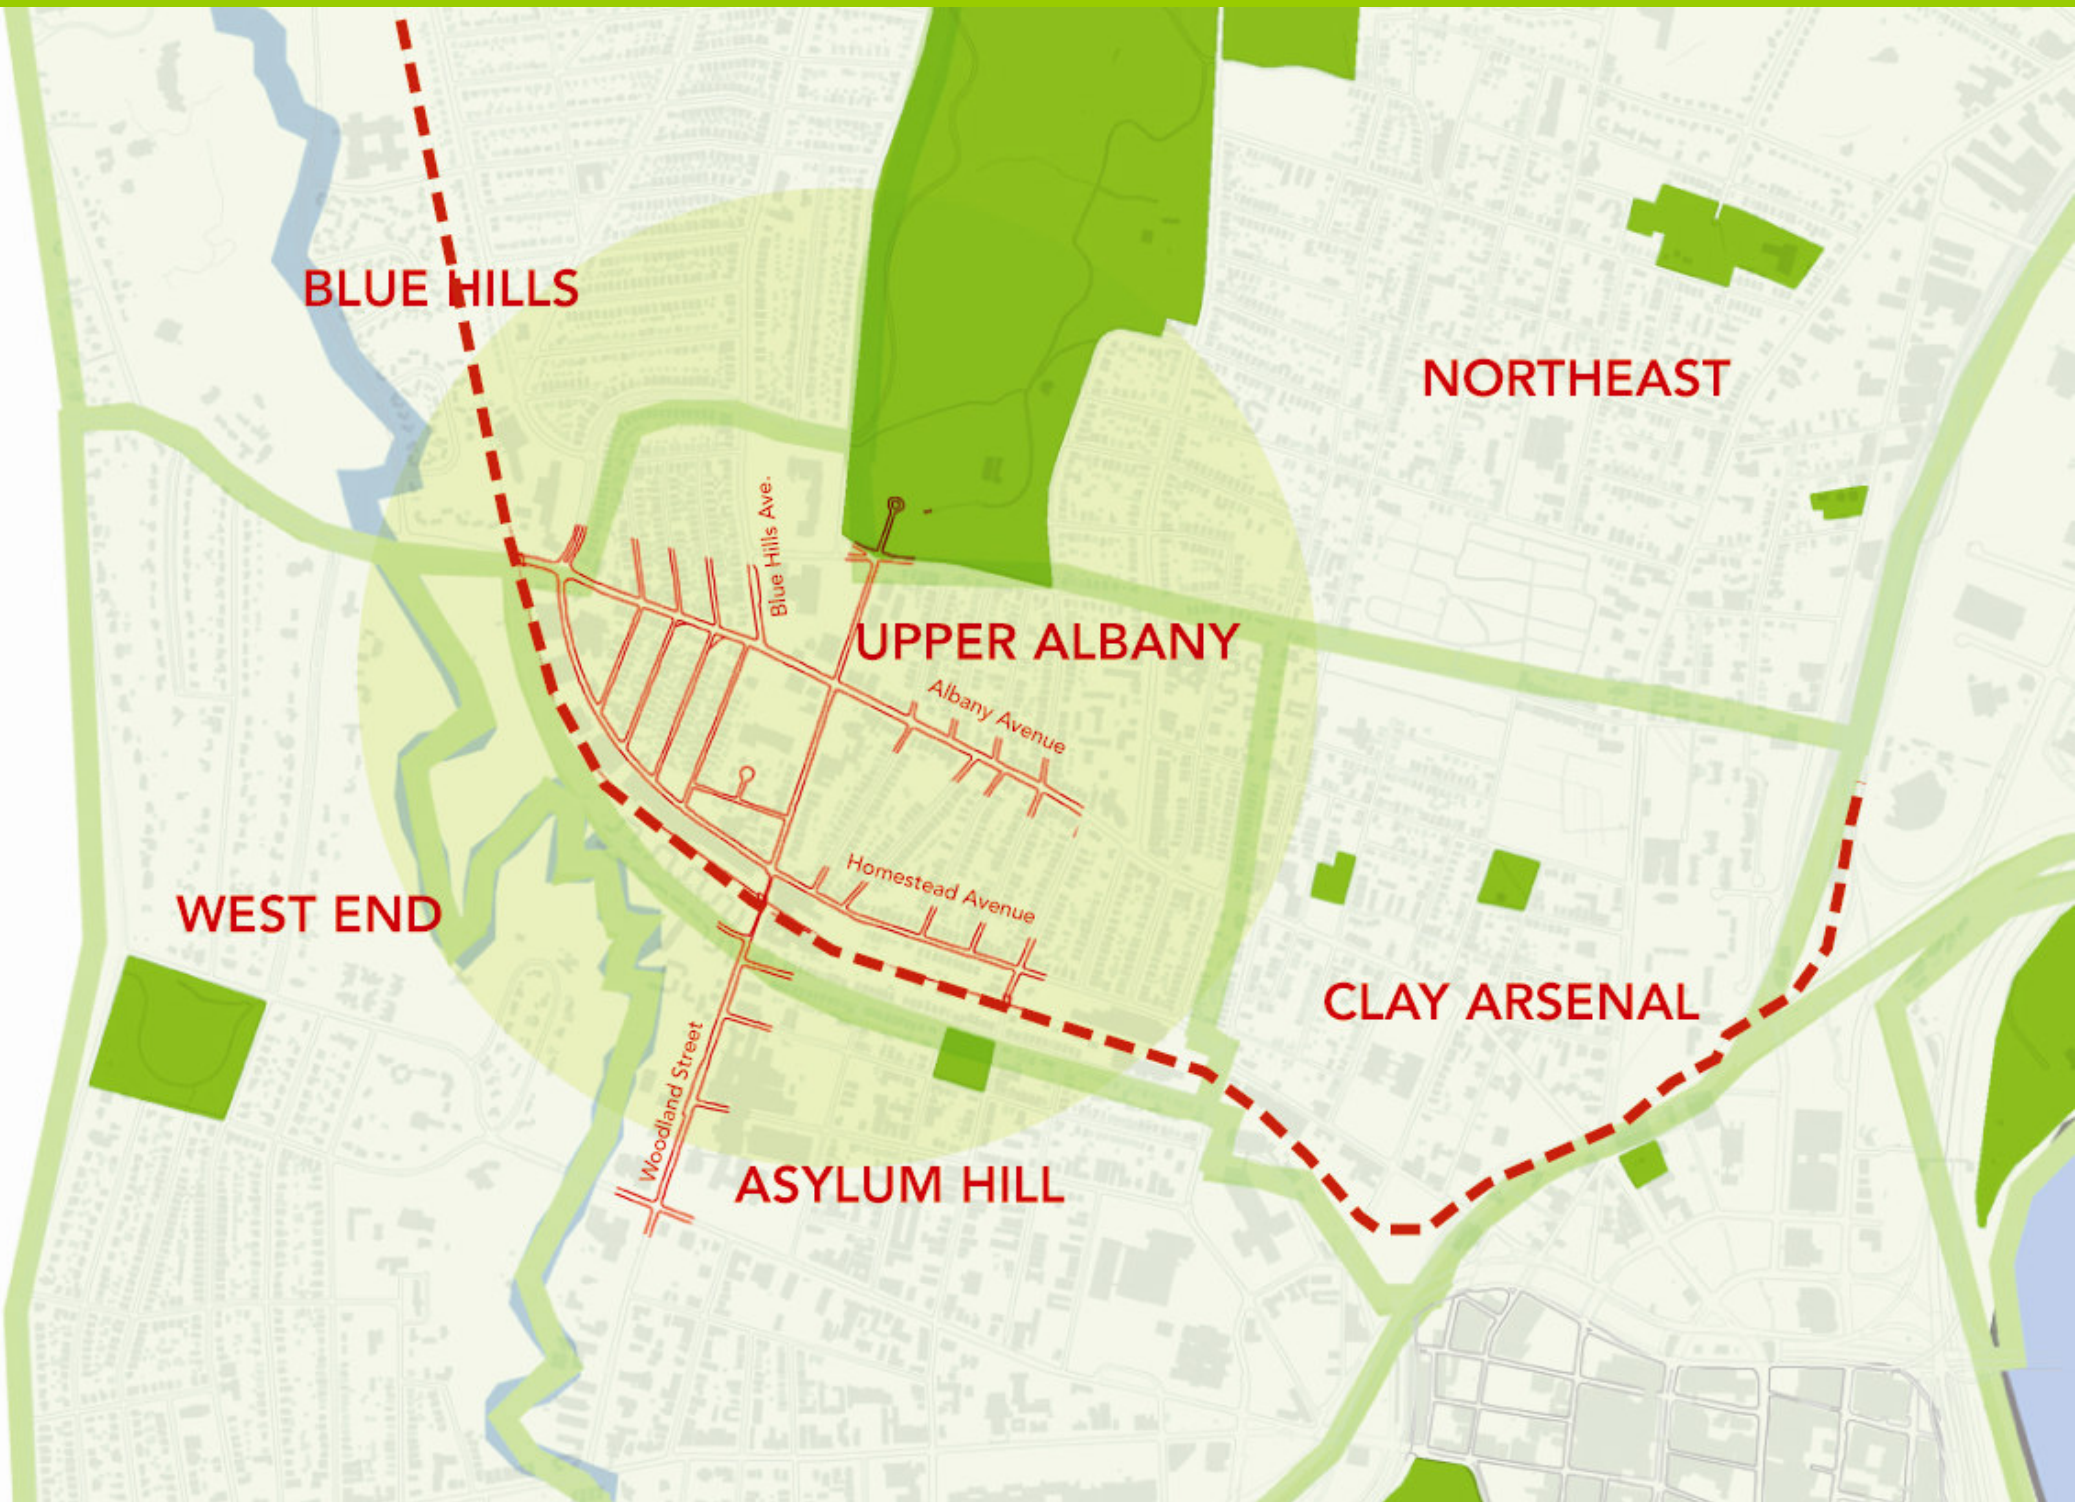 BLUE HILLS
NORTHEAST
Blue Hills Ave.
UPPER ALBANY
Albany Avenue
Homestead Avenue
WEST END
CLAY ARSENAL
Woodland Street
ASYLUM HILL